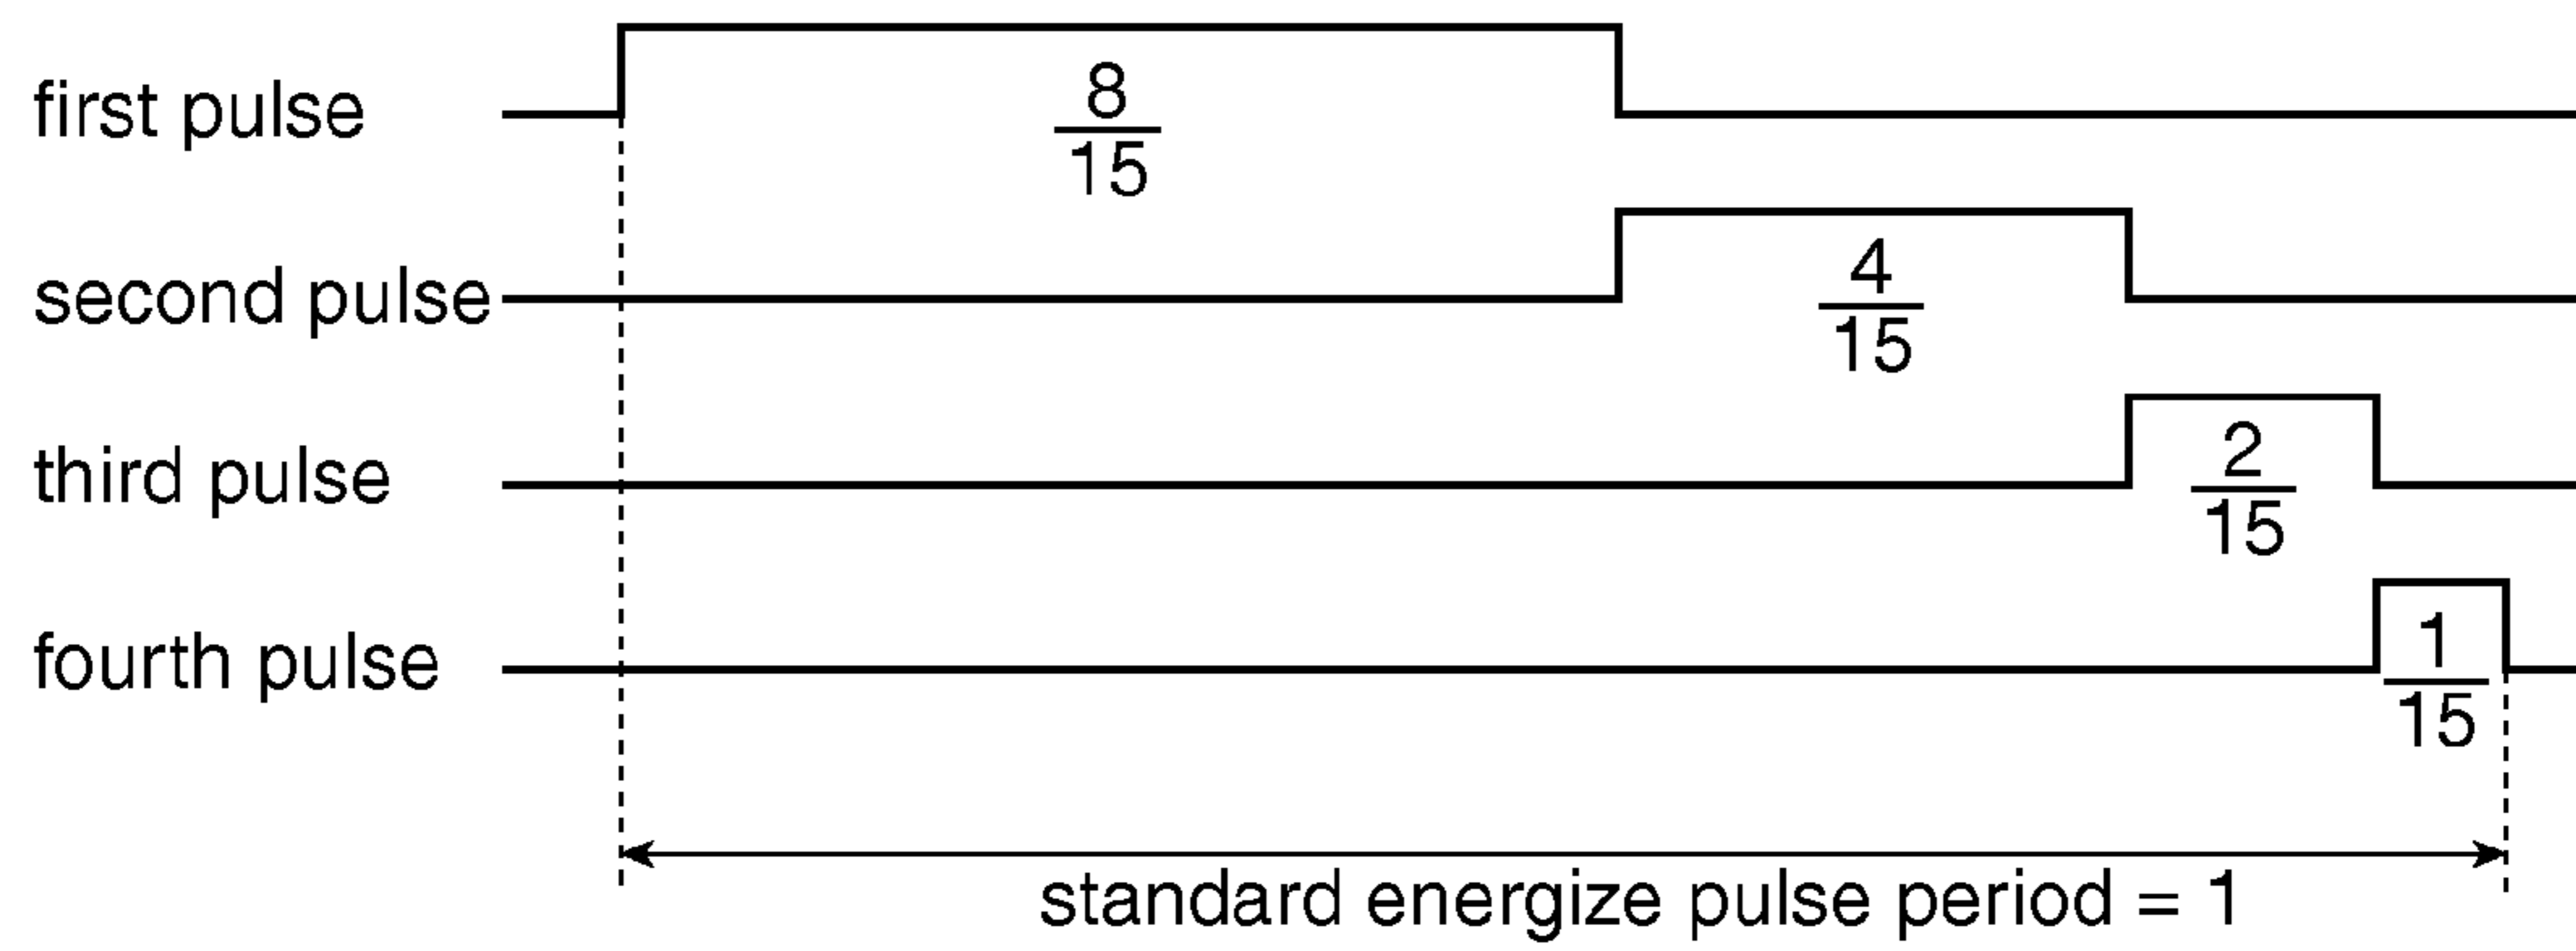 first pulse
8
15
second pulse
4
15
third pulse
2
15
fourth pulse
1
15
standard energize pulse period = 1